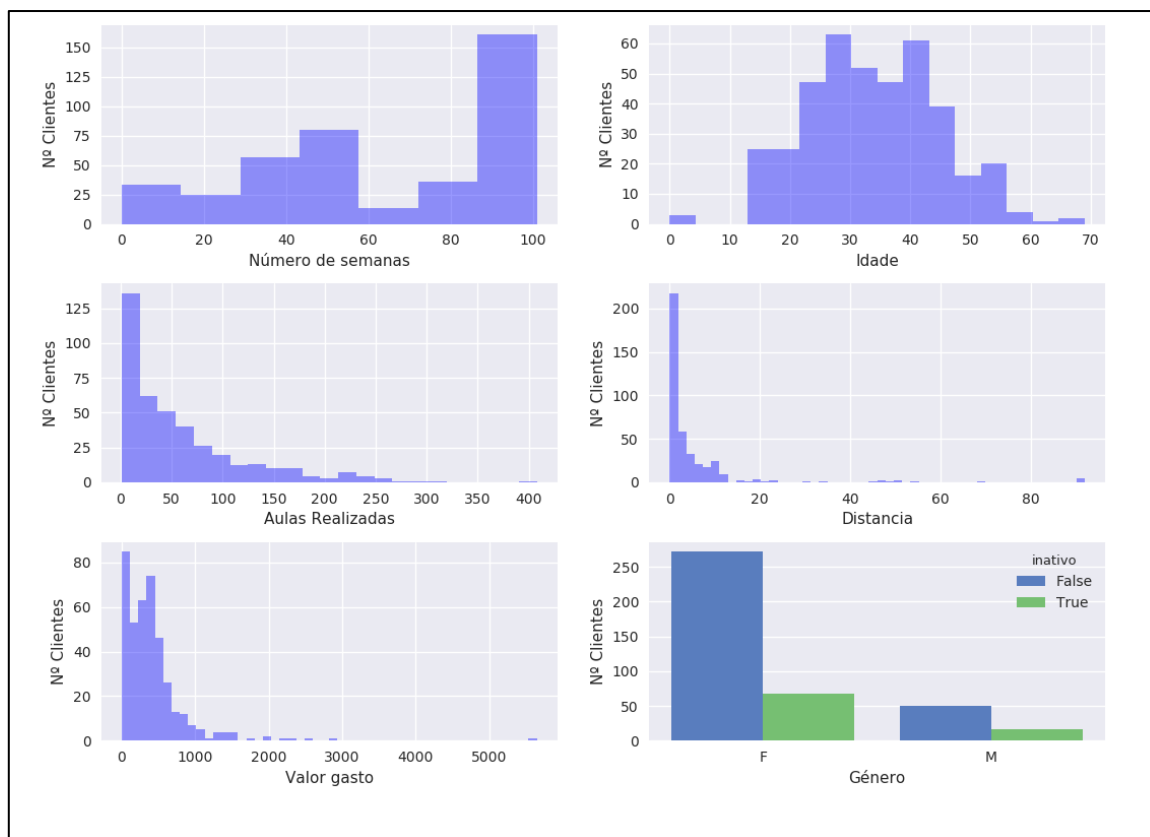 150
125
100
75
50
25
0
Nº Clientes
0 20 40 60 80 100
Número de semanas
60
50
40
30
20
10
0
Nº Clientes
0 10 20 30 40 50 60 70
Idade
125
100
75
50
25
0
Nº Clientes
0 50 100 150 200 250 300 350 400
Aulas Realizadas
200
150
100
50
0
Nº Clientes
0 20 40 60 80
Distancia
80
60
40
20
0
Nº Clientes
0 1000 2000 3000 4000 5000
Valor gasto
250
200
150
100
50
0
Nº Clientes
inativo
False
True
F M
Género